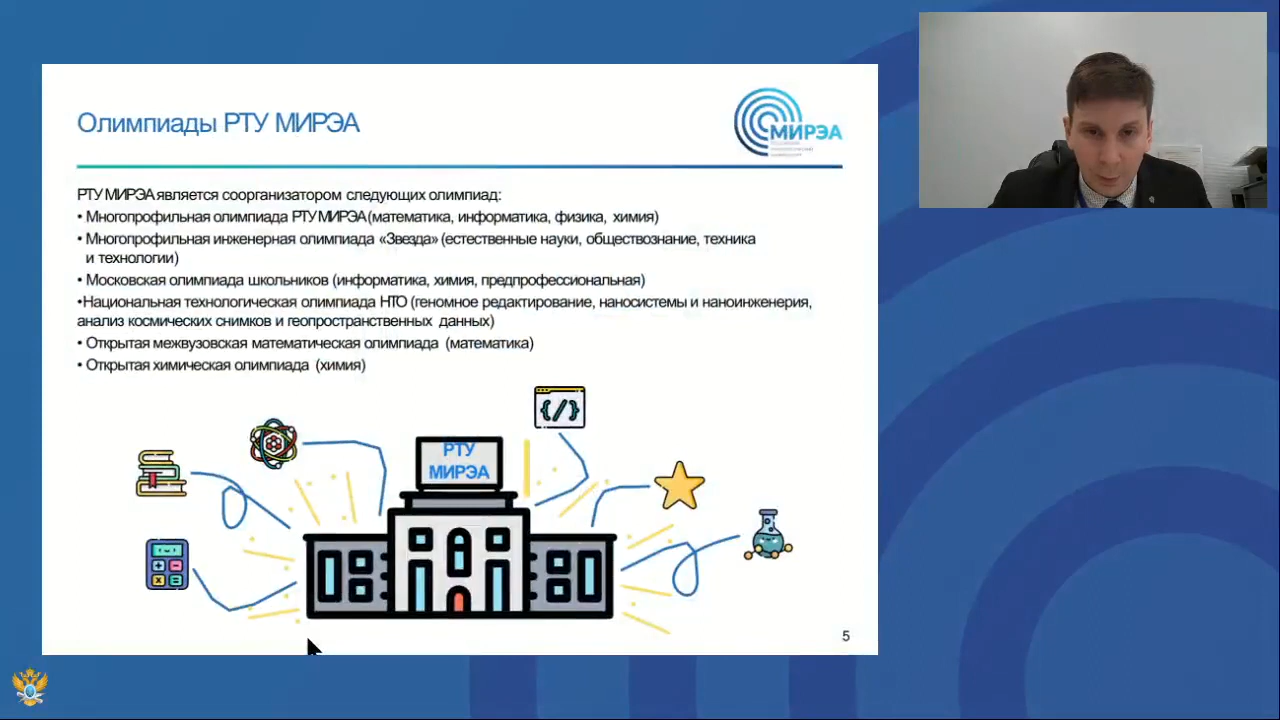 Олимпиады РТУ МИРЭА
МИРЭА
РТУ МИРЭА является соорганизатором следующих олимпиад:
• Многопрофильная олимпиада РТУ МИРЭА (математика, информатика, физика, химия)
• Многопрофильная инженерная олимпиада «Звезда» (естественные науки, обществознание, техника
и технологии)
• Московская олимпиада школьников (информатика, химия, предпрофессиональная)
•Национальная технологическая олимпиада НТО (геномное редактирование, наносистемы и наноинженерия,
анализ космических снимков и геопространственных данных)
• Открытая межвузовская математическая олимпиада (математика)
• Открытая химическая олимпиада (химия)
РТУ
МИРЭА
5